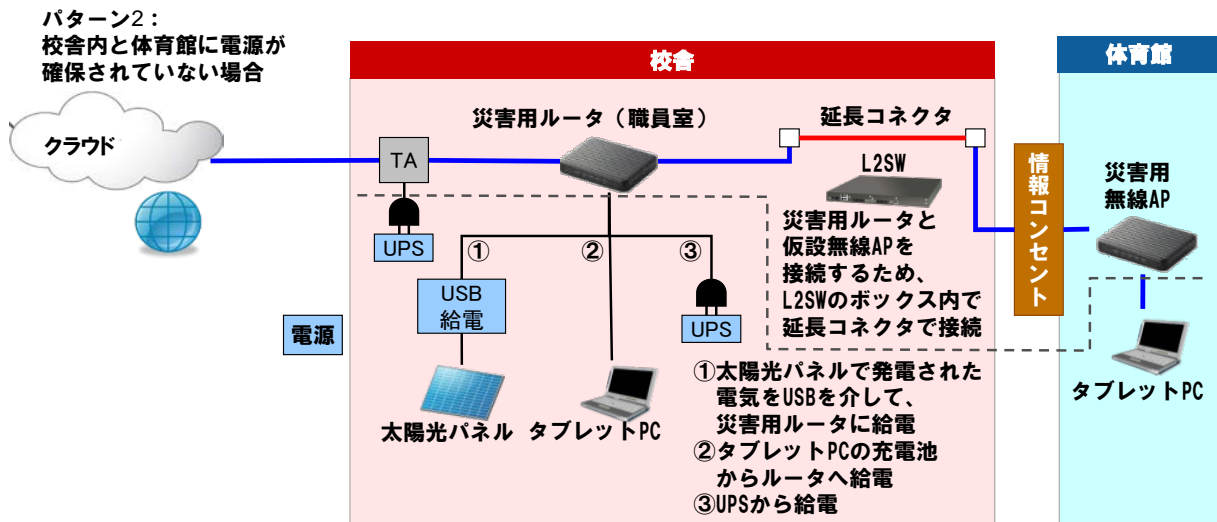 パターン2：
校舎内と体育館に電源が
確保されていない場合
校舎
体育館
クラウド
TA
災害用ルータ（職員室）
延長コネクタ
L2SW
情報コンセント
災害用
無線AP
UPS
①
②
③
災害用ルータと
仮設無線APを
接続するため、
L2SWのボックス内で
延長コネクタで接続
USB
給電
UPS
電源
太陽光パネル
タブレットPC
タブレットPC
①太陽光パネルで発電された
電気をUSBを介して、
災害用ルータに給電
②タブレットPCの充電池
からルータへ給電
③UPSから給電